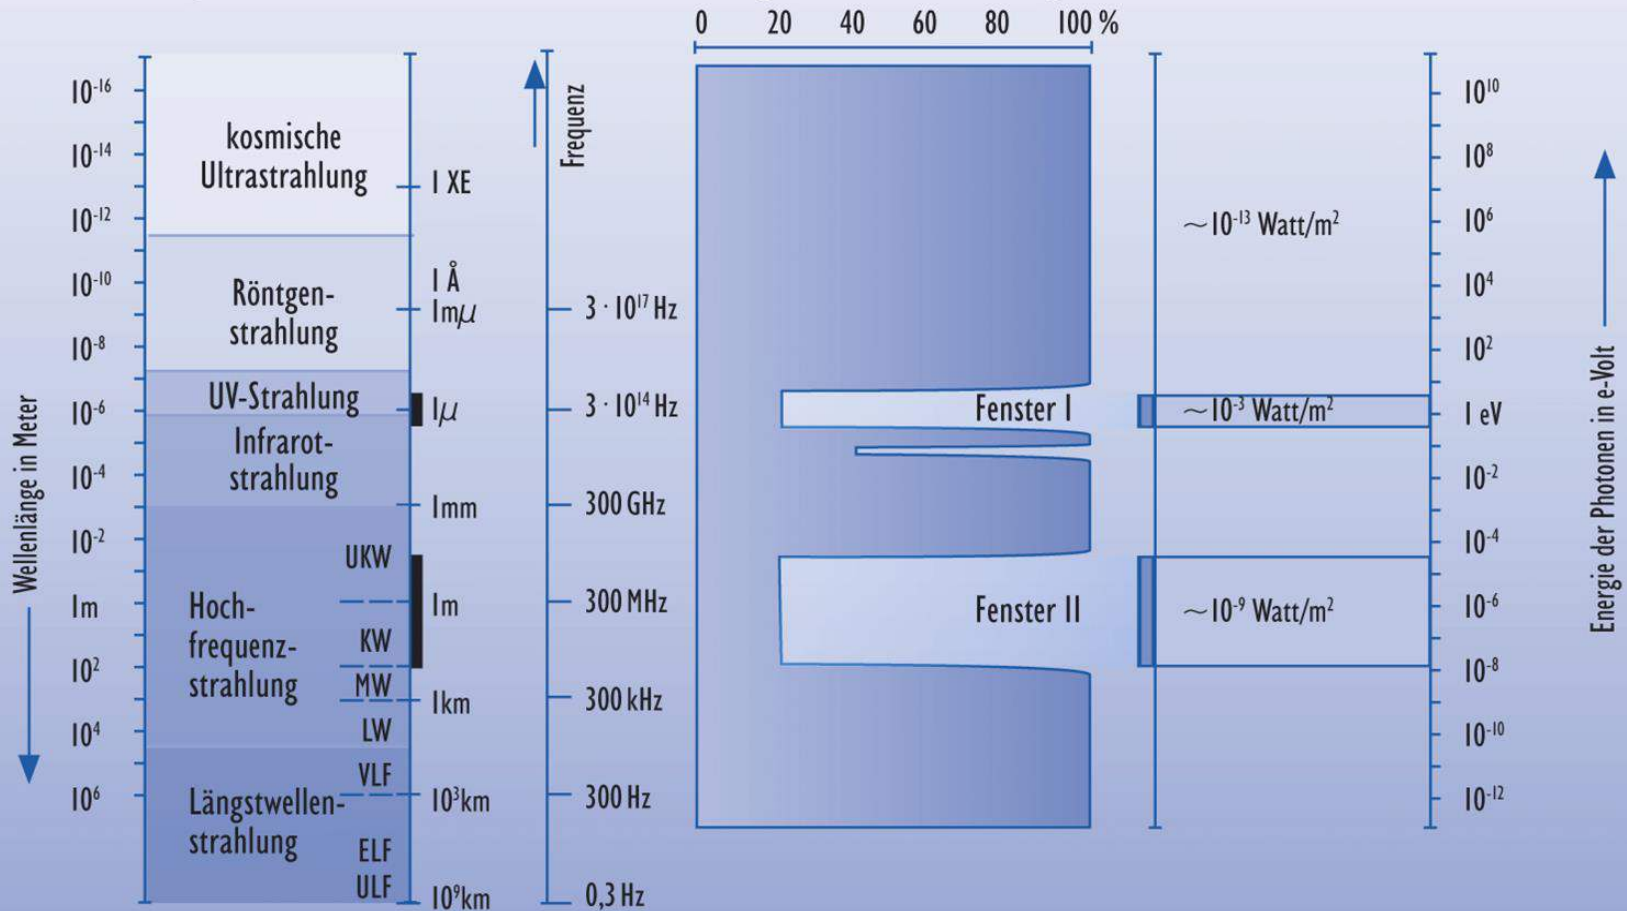 0 20 40 60 80 100 %
Wellenlänge in Meter
10⁻¹⁶
10⁻¹⁴
10⁻¹²
10⁻¹⁰
10⁻⁸
10⁻⁶
10⁻⁴
10⁻²
1m
10²
10⁴
10⁶
kosmische
Ultrastrahlung
Röntgen-
strahlung
UV-Strahlung
Infrarot-
strahlung
Hoch-
frequenz-
strahlung
Längstwellen-
strahlung
UKW
KW
MW
LW
VLF
ELF
ULF
1 XE
1 Å
1mμ
1μ
1mm
1m
1km
10³km
10⁹km
Frequenz
3 · 10¹⁷ Hz
3 · 10¹⁴ Hz
300 GHz
300 MHz
300 kHz
300 Hz
0,3 Hz
Fenster I
Fenster II
~10⁻¹³ Watt/m²
~10⁻³ Watt/m²
~10⁻⁹ Watt/m²
10¹⁰
10⁸
10⁶
10⁴
10²
1 eV
10⁻²
10⁻⁴
10⁻⁶
10⁻⁸
10⁻¹⁰
10⁻¹²
Energie der Photonen in e-Volt